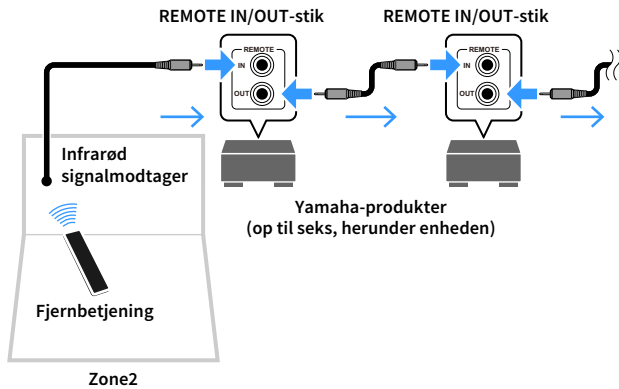 REMOTE IN/OUT-stik
REMOTE IN/OUT-stik
REMOTE
IN
OUT
REMOTE
IN
OUT
Infrarød
signalmodtager
Yamaha-produkter
(op til seks, herunder enheden)
Fjernbetjening
Zone2